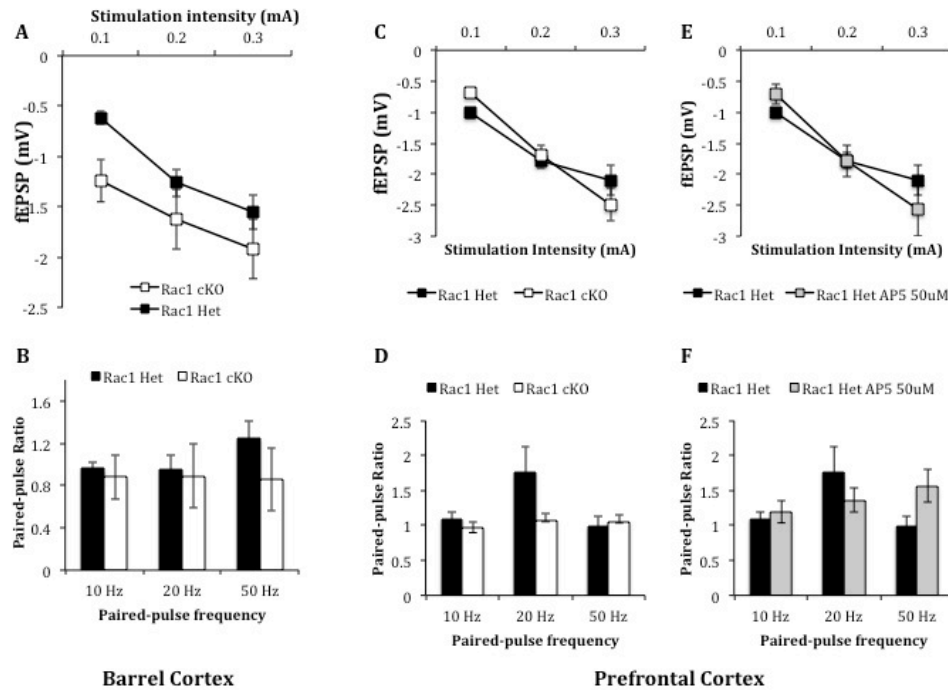 A
Stimulation intensity (mA)
0.1 0.2 0.3
0
-0.5
-1
-1.5
-2
-2.5
fEPSP (mV)
Rac1 cKO
Rac1 Het
B
Rac1 Het Rac1 cKO
1.6
1.2
0.8
0.4
0
Paired-pulse Ratio
10 Hz 20 Hz 50 Hz
Paired-pulse frequency
Barrel Cortex
C
0.1 0.2 0.3
0
-0.5
-1
-1.5
-2
-2.5
-3
fEPSP (mV)
Stimulation Intensity (mA)
Rac1 Het Rac1 cKO
D
Rac1 Het Rac1 cKO
2.5
2
1.5
1
0.5
0
Paired-pulse Ratio
10 Hz 20 Hz 50 Hz
Paired-pulse frequency
E
0.1 0.2 0.3
0
-0.5
-1
-1.5
-2
-2.5
-3
fEPSP (mV)
Stimulation Intensity (mA)
Rac1 Het Rac1 Het AP5 50uM
F
Rac1 Het Rac1 Het AP5 50uM
2.5
2
1.5
1
0.5
0
Paired-pulse Ratio
10 Hz 20 Hz 50 Hz
Paired-pulse frequency
Prefrontal Cortex